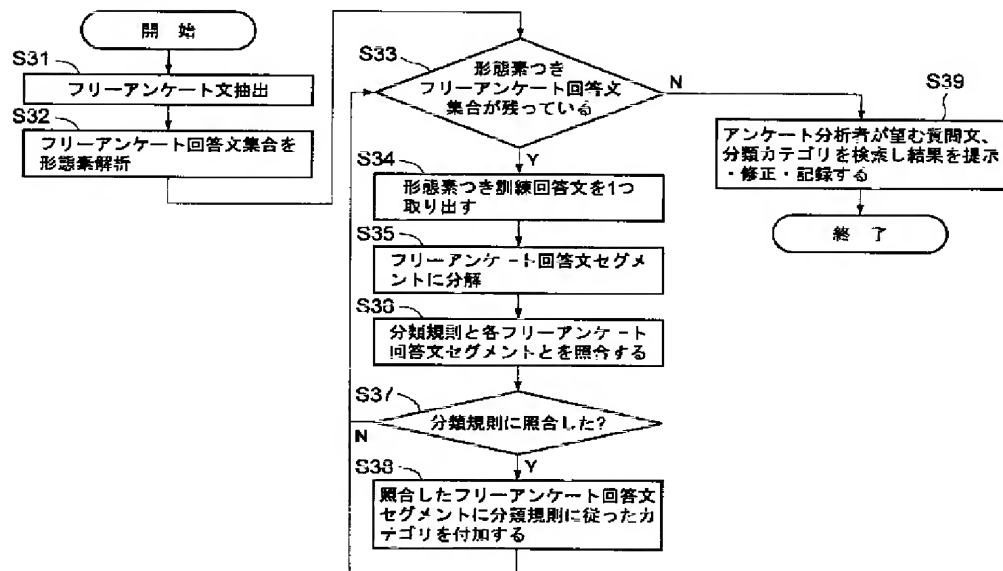 開 始
S31
フリーアンケート文抽出
S32
フリーアンケート回答文集合を
形態素解析
S33
形態素つき
フリーアンケート回答文
集合が残っている
N
Y
S34
形態素つき訓練回答文を1つ
取り出す
S35
フリーアンケート回答文セグメ
ントに分解
S36
分類規則と各フリーアンケート
回答文セグメントとを照合する
S37
分類規則に照合した?
N
Y
S38
照合したフリーアンケート回答文
セグメントに分類規則に従ったカ
テゴリを付加する
S39
アンケート分析者が望む質問文、
分類カテゴリを検索し結果を提示
・修正・記録する
終 了